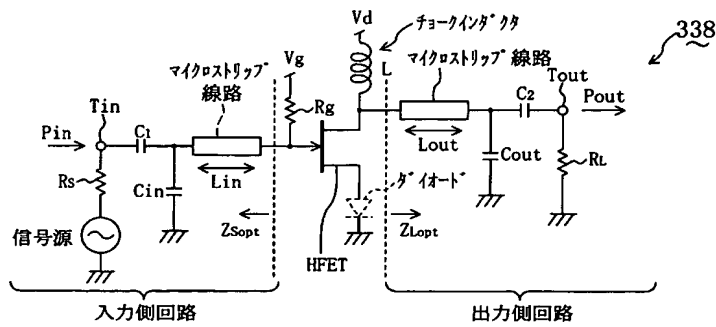 338
Vd
チョークインダクタ
Vg
マイクロストリップ
線路
L
マイクロストリップ 線路
Tin
Rg
Tout
Pin
C1
C2
Pout
Rs
Cin
Lin
Lout
Cout
RL
ダイオード
信号源
ZSopt
HFET
ZLopt
入力側回路
出力側回路